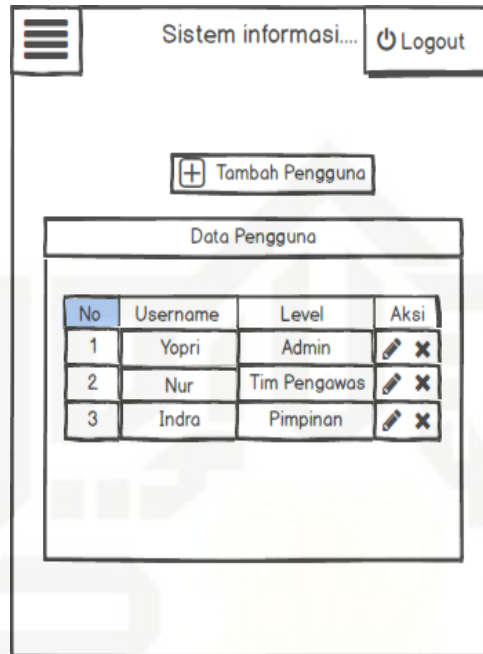 Sistem informasi....
Logout
Tambah Pengguna
Data Pengguna
No Username Level Aksi
1 Yopri Admin
2 Nur Tim Pengawas
3 Indra Pimpinan